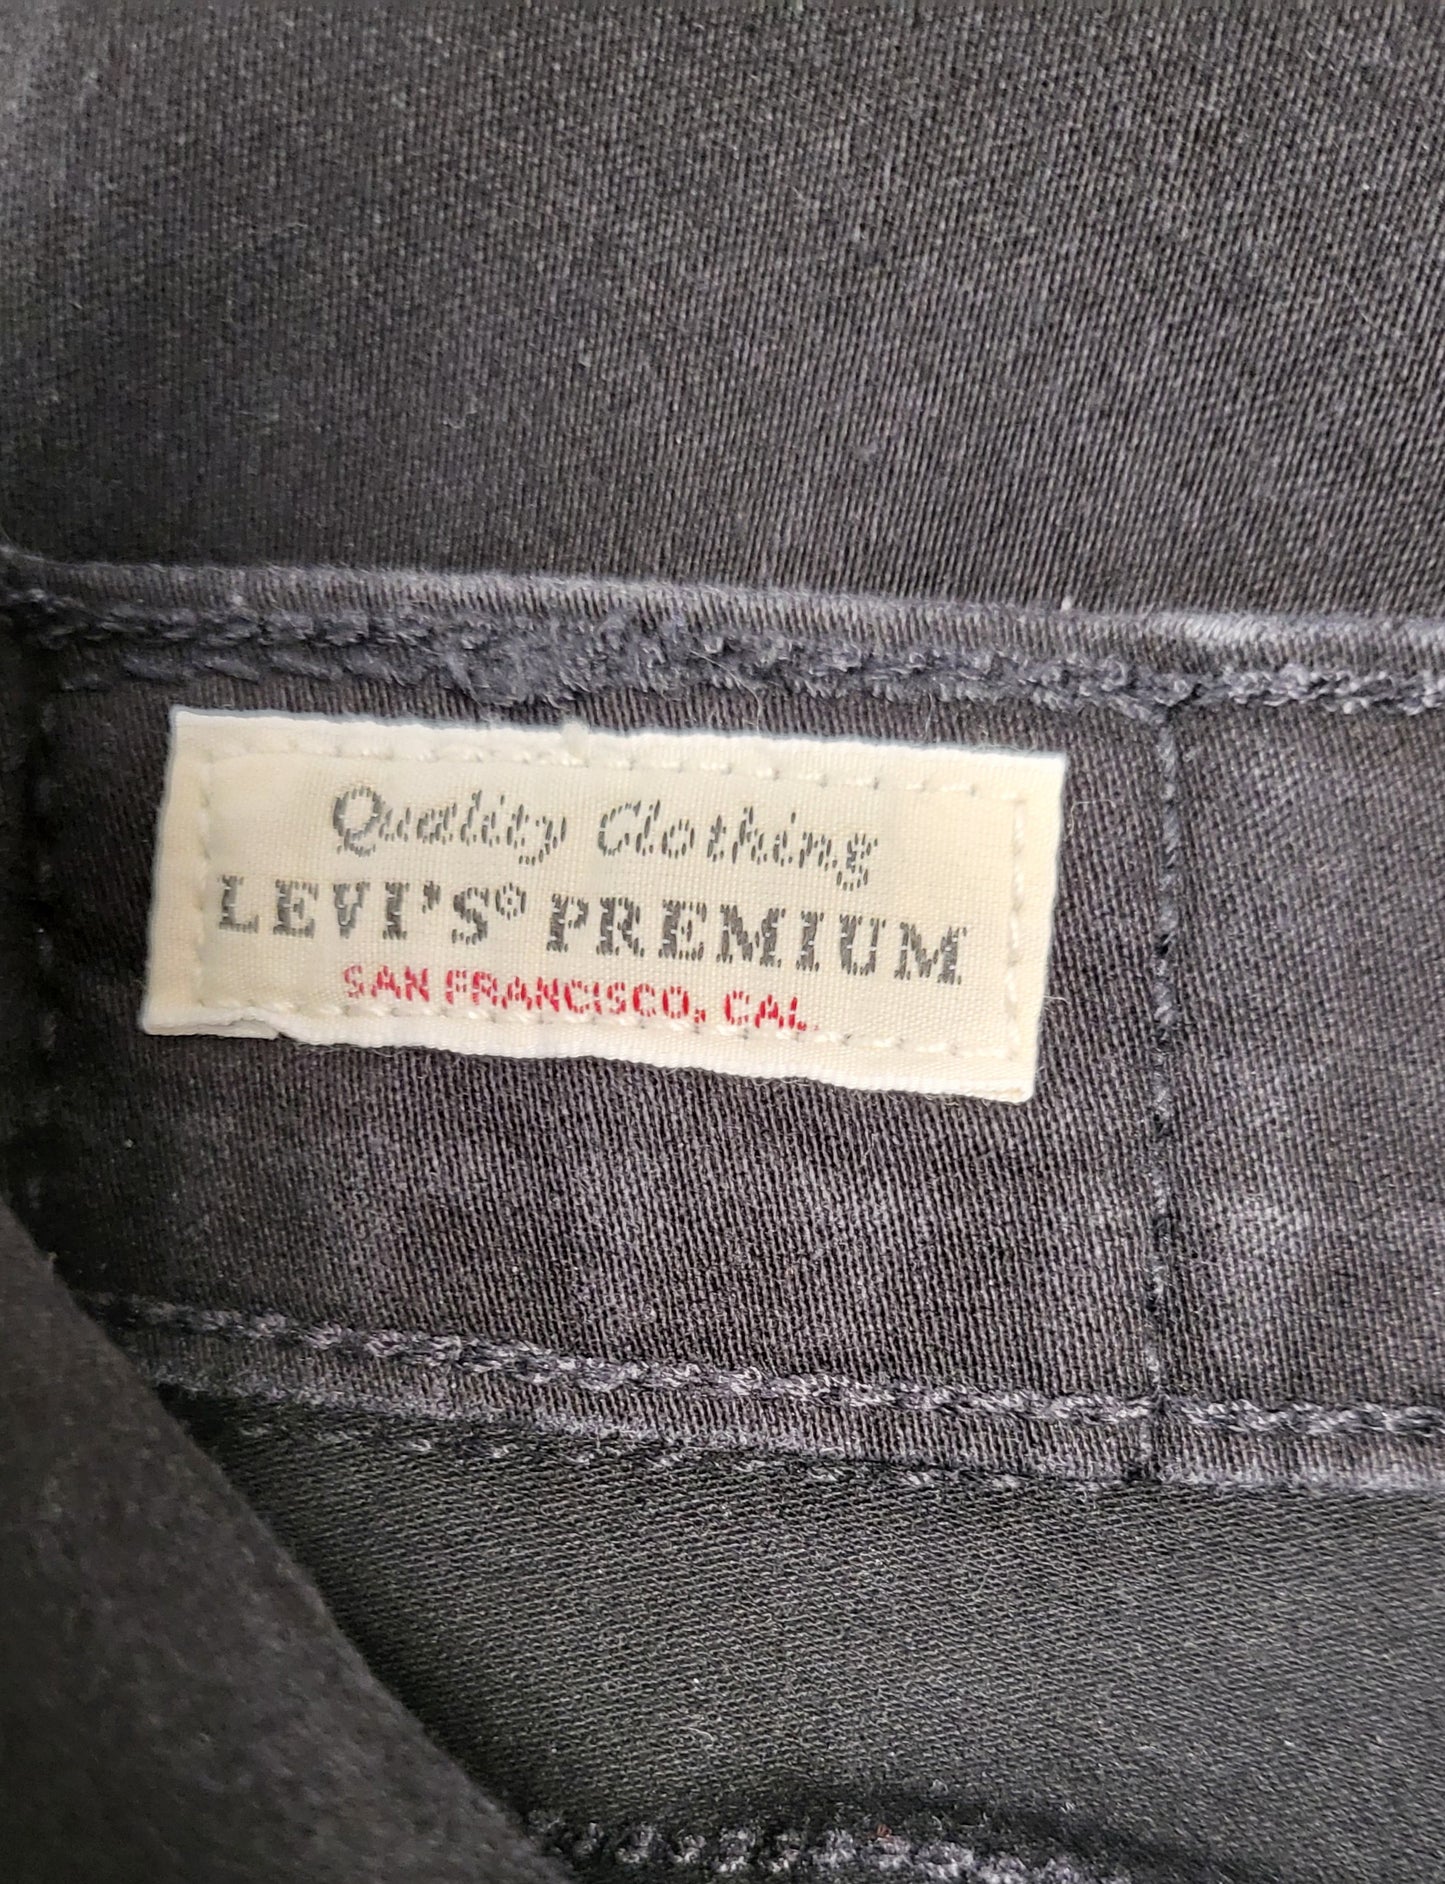 Quality Clothing
LEVI'S® PREMIUM
SAN FRANCISCO, CAL.